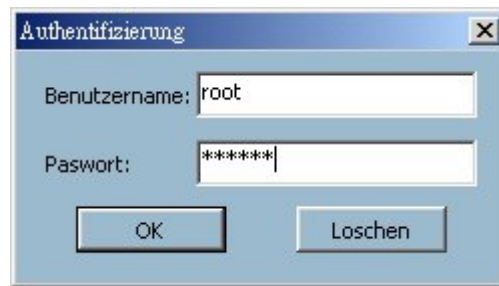 Authentifizierung
Benutzername: root
Paswort: ******
OK Loschen